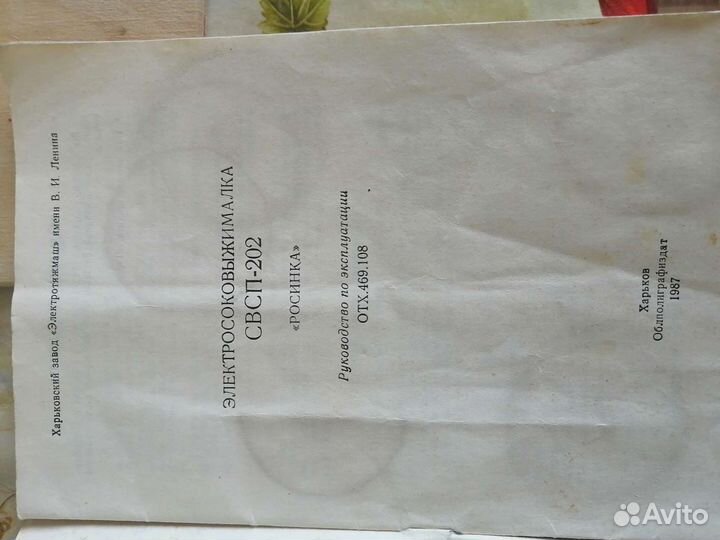 Харьковский завод «Электротяжмаш» имени В. И. Ленина
ЭЛЕКТРОСОКОВЫЖИМАЛКА
СВСП-202
«РОСИНКА»
Руководство по эксплуатации
ОТХ.469.108
Харьков
Облполиграфиздат
1987
Avito